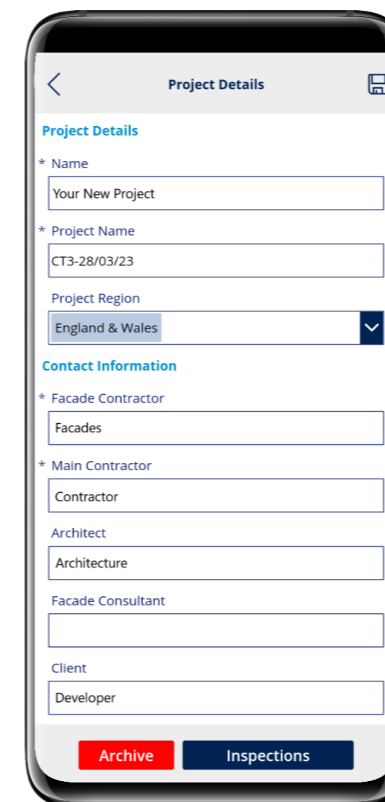 Project Details
Project Details
* Name
Your New Project
* Project Name
CT3-28/03/23
Project Region
England & Wales
Contact Information
* Facade Contractor
Facades
* Main Contractor
Contractor
Architect
Architecture
Facade Consultant
Client
Developer
Archive Inspections